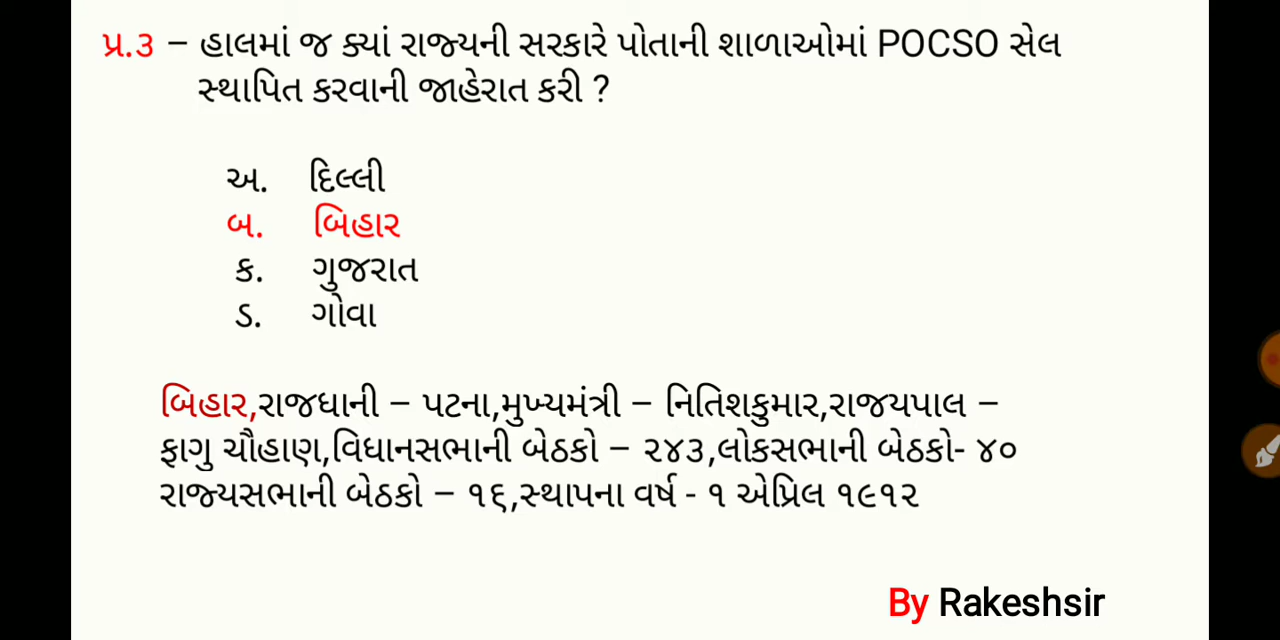 પ્ર.૩ – હાલમાં જ ક્યાં રાજ્યની સરકારે પોતાની શાળાઓમાં POCSO સેલ
સ્થાપિત કરવાની જાહેરાત કરી ?
અ. દિલ્લી
બ. બિહાર
ક. ગુજરાત
ડ. ગોવા
બિહાર,રાજધાની – પટના,મુખ્યમંત્રી – નિતિશકુમાર,રાજયપાલ –
ફાગુ ચૌહાણ,વિધાનસભાની બેઠકો – ૨૪૩,લોકસભાની બેઠકો- ૪૦
રાજ્યસભાની બેઠકો – ૧૬,સ્થાપના વર્ષ - ૧ એપ્રિલ ૧૯૧૨
By Rakeshsir